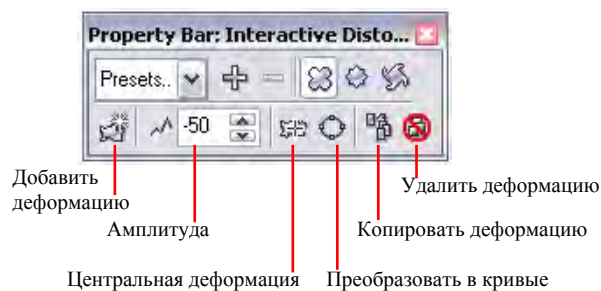 Property Bar: Interactive Disto...
Presets..
-50
Добавить
деформацию
Удалить деформацию
Амплитуда
Копировать деформацию
Центральная деформация
Преобразовать в кривые